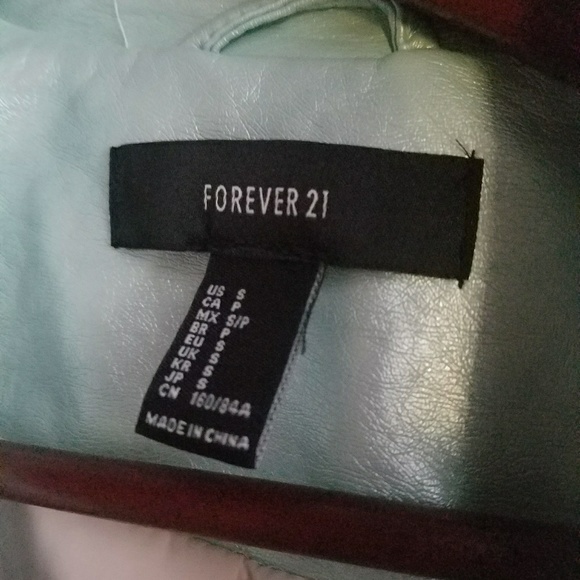 FOREVER 21
US S
CA P
MX S/P
BR P
EU S
UK S
KR S
JP S
CN 160/84A
MADE IN CHINA